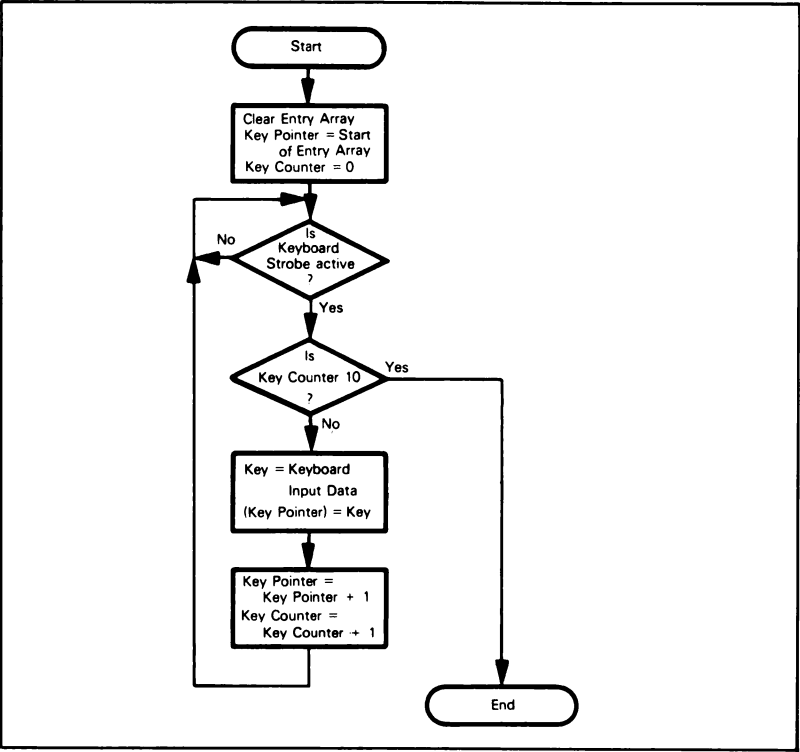 Start
Clear Entry Array
Key Pointer = Start
of Entry Array
Key Counter = 0
Is
Keyboard
Strobe active
?
No
Yes
Is
Key Counter 10
?
Yes
No
Key = Keyboard
Input Data
(Key Pointer) = Key
Key Pointer =
Key Pointer + 1
Key Counter =
Key Counter + 1
End